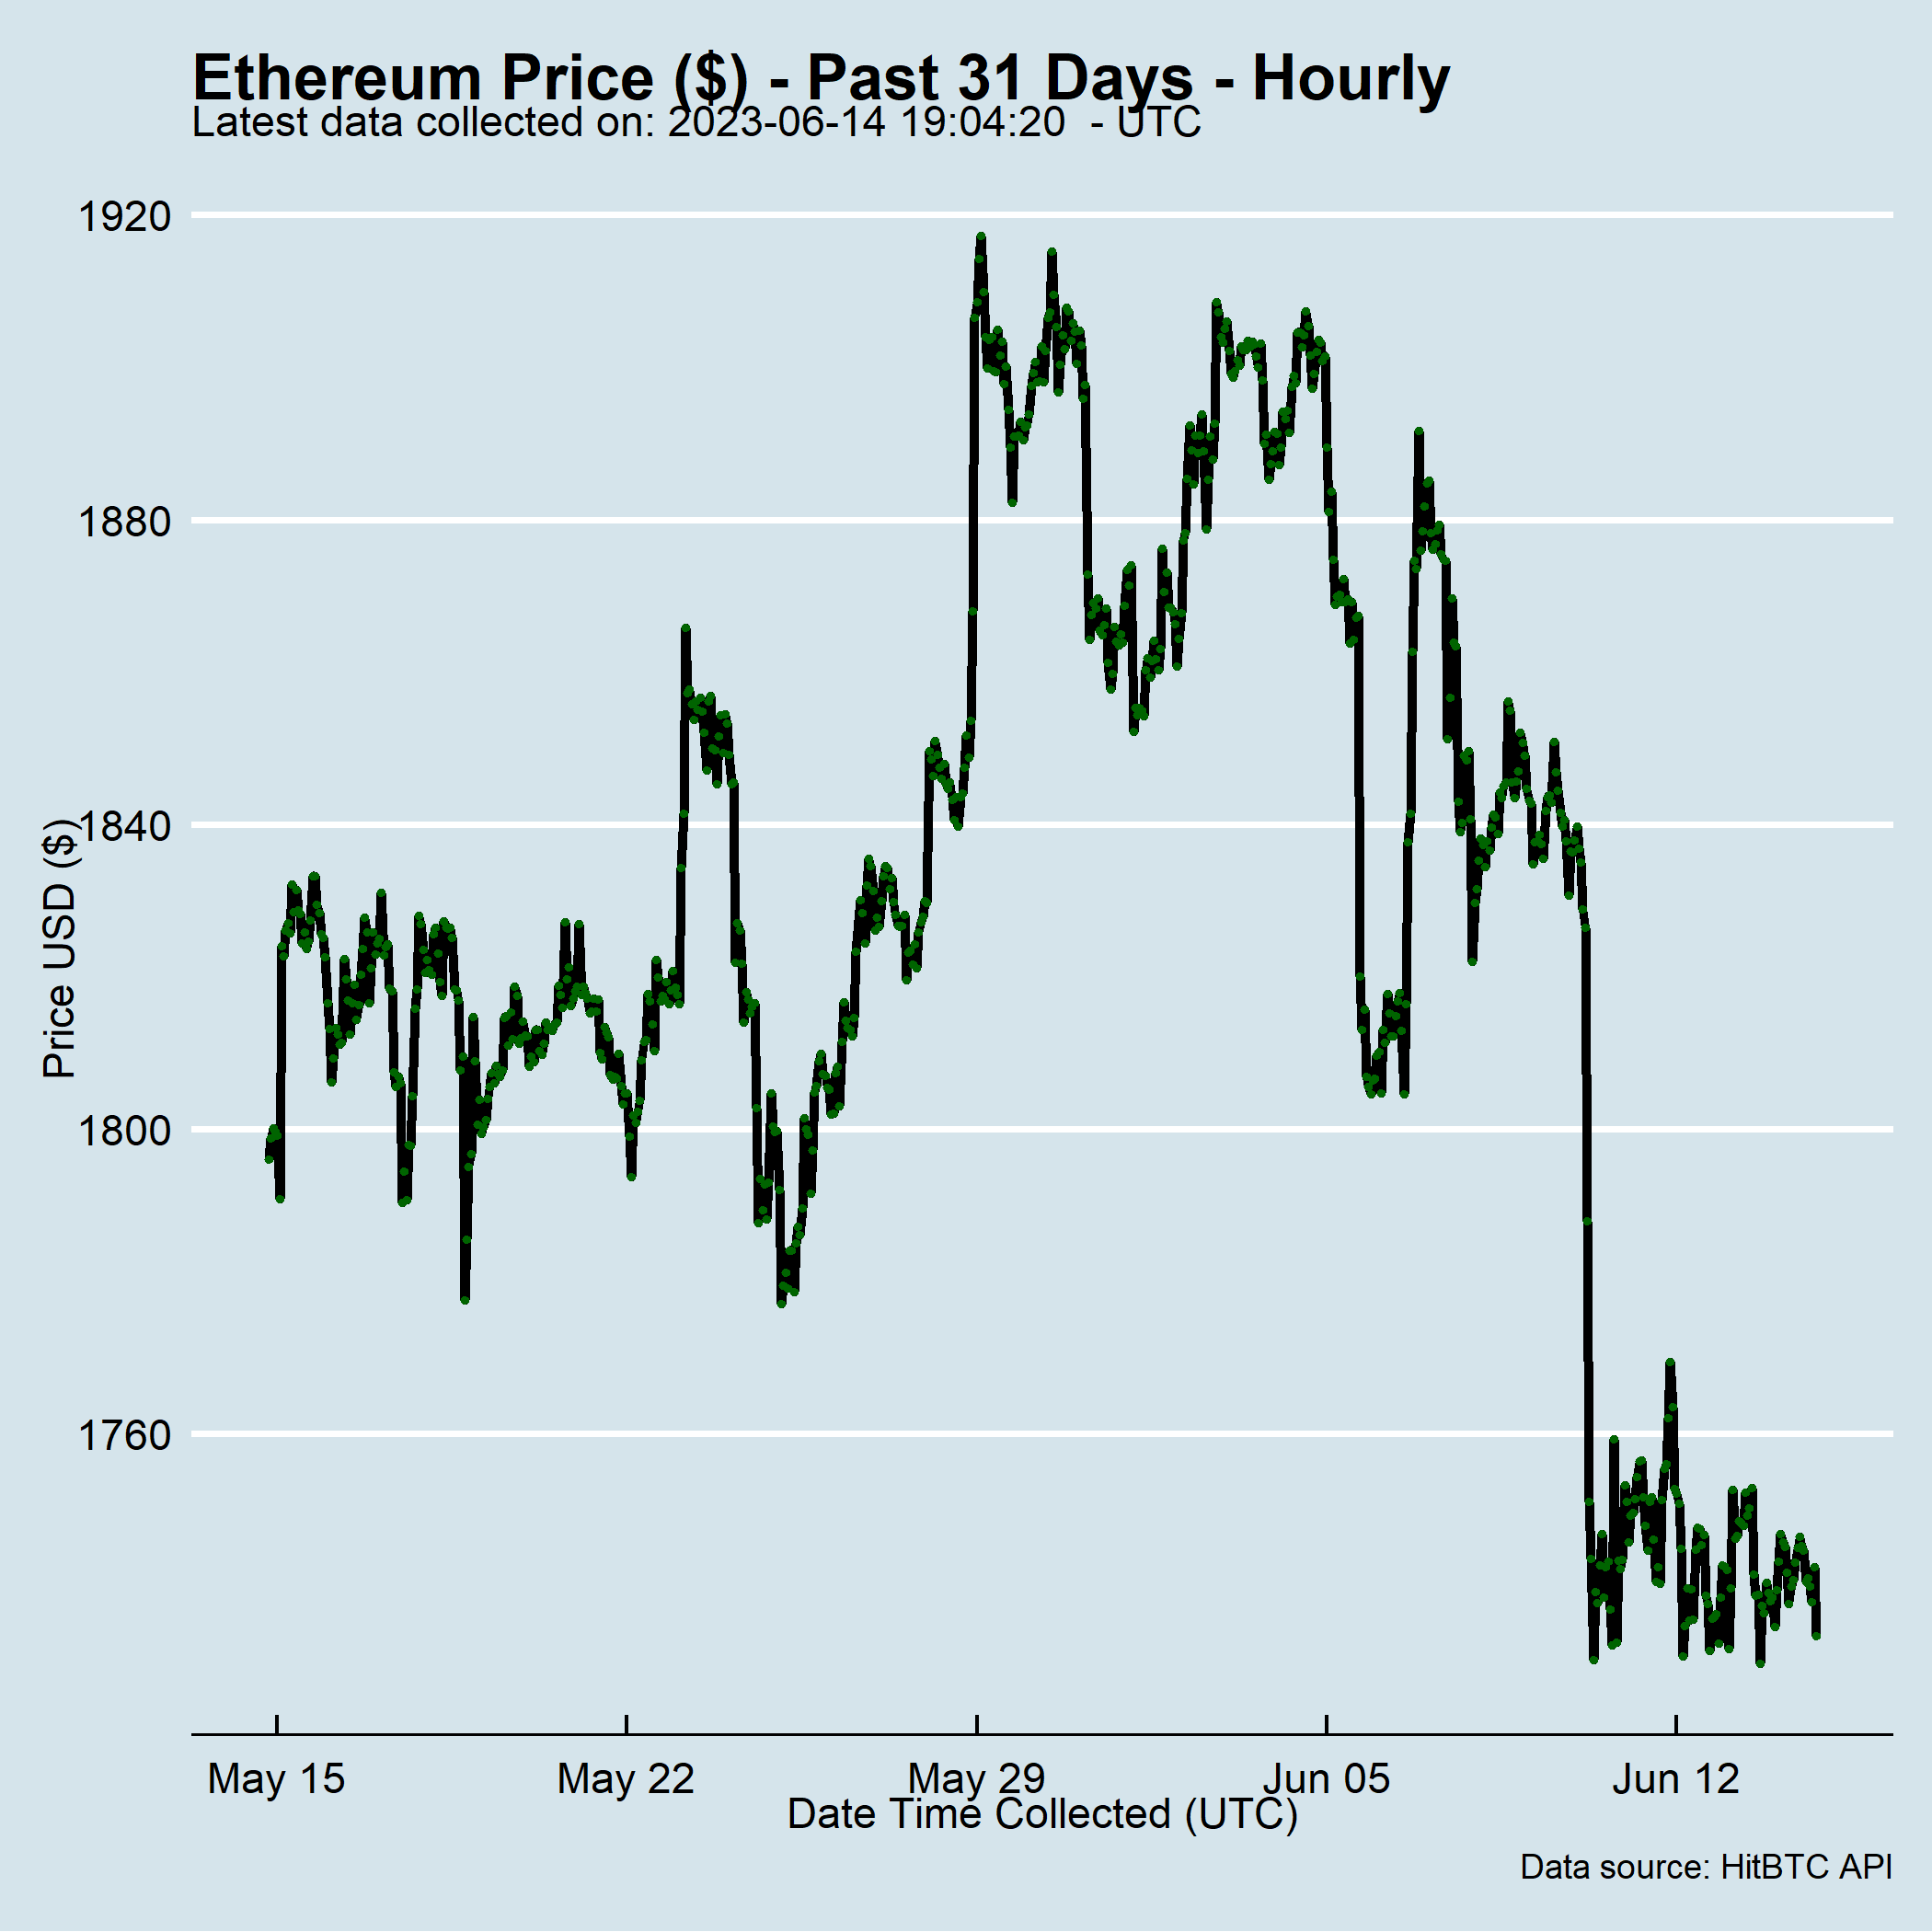 Ethereum Price ($) - Past 31 Days - Hourly
Latest data collected on: 2023-06-14 19:04:20  - UTC
1920
1880
1840
1800
1760
Price USD ($)
May 15
May 22
May 29
Jun 05
Jun 12
Date Time Collected (UTC)
Data source: HitBTC API